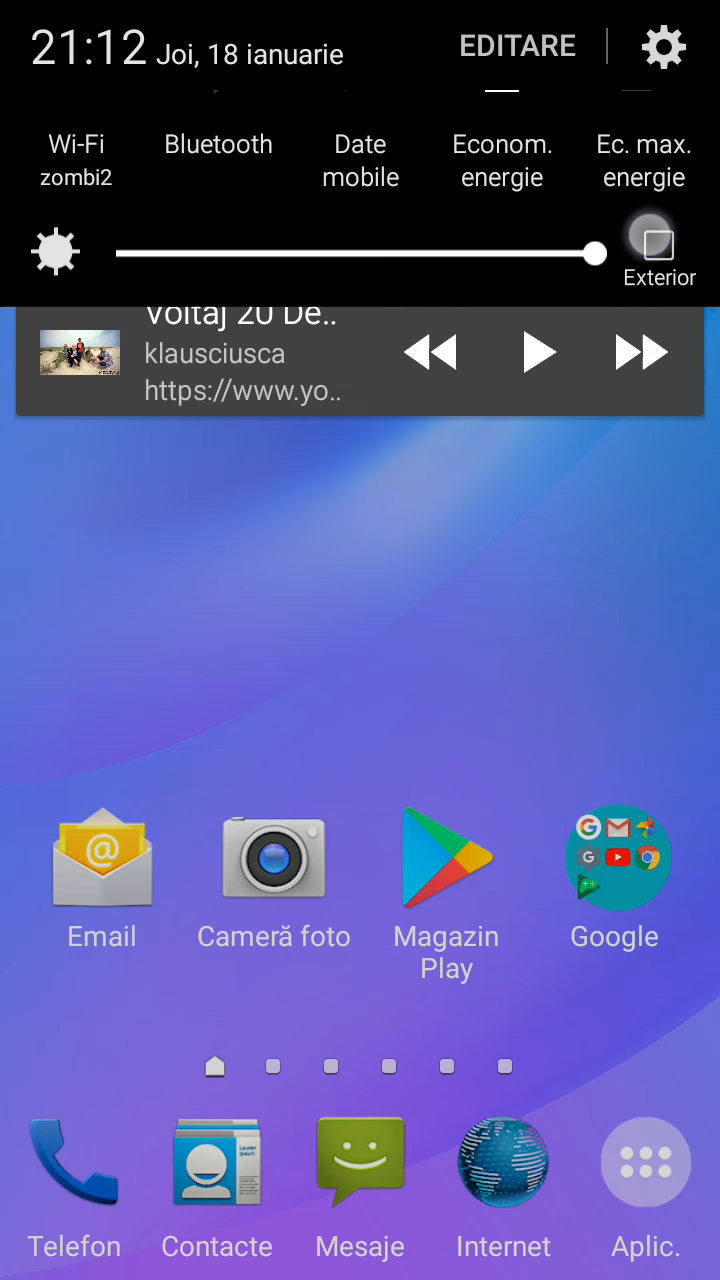 21:12 Joi, 18 ianuarie EDITARE
Wi-Fi Bluetooth Date Econom. Ec. max.
zombi2 mobile energie energie
Exterior
Voltaj 20 De..
klausciusca
https://www.yo..
Email Cameră foto Magazin Google
Play
Telefon Contacte Mesaje Internet Aplic.